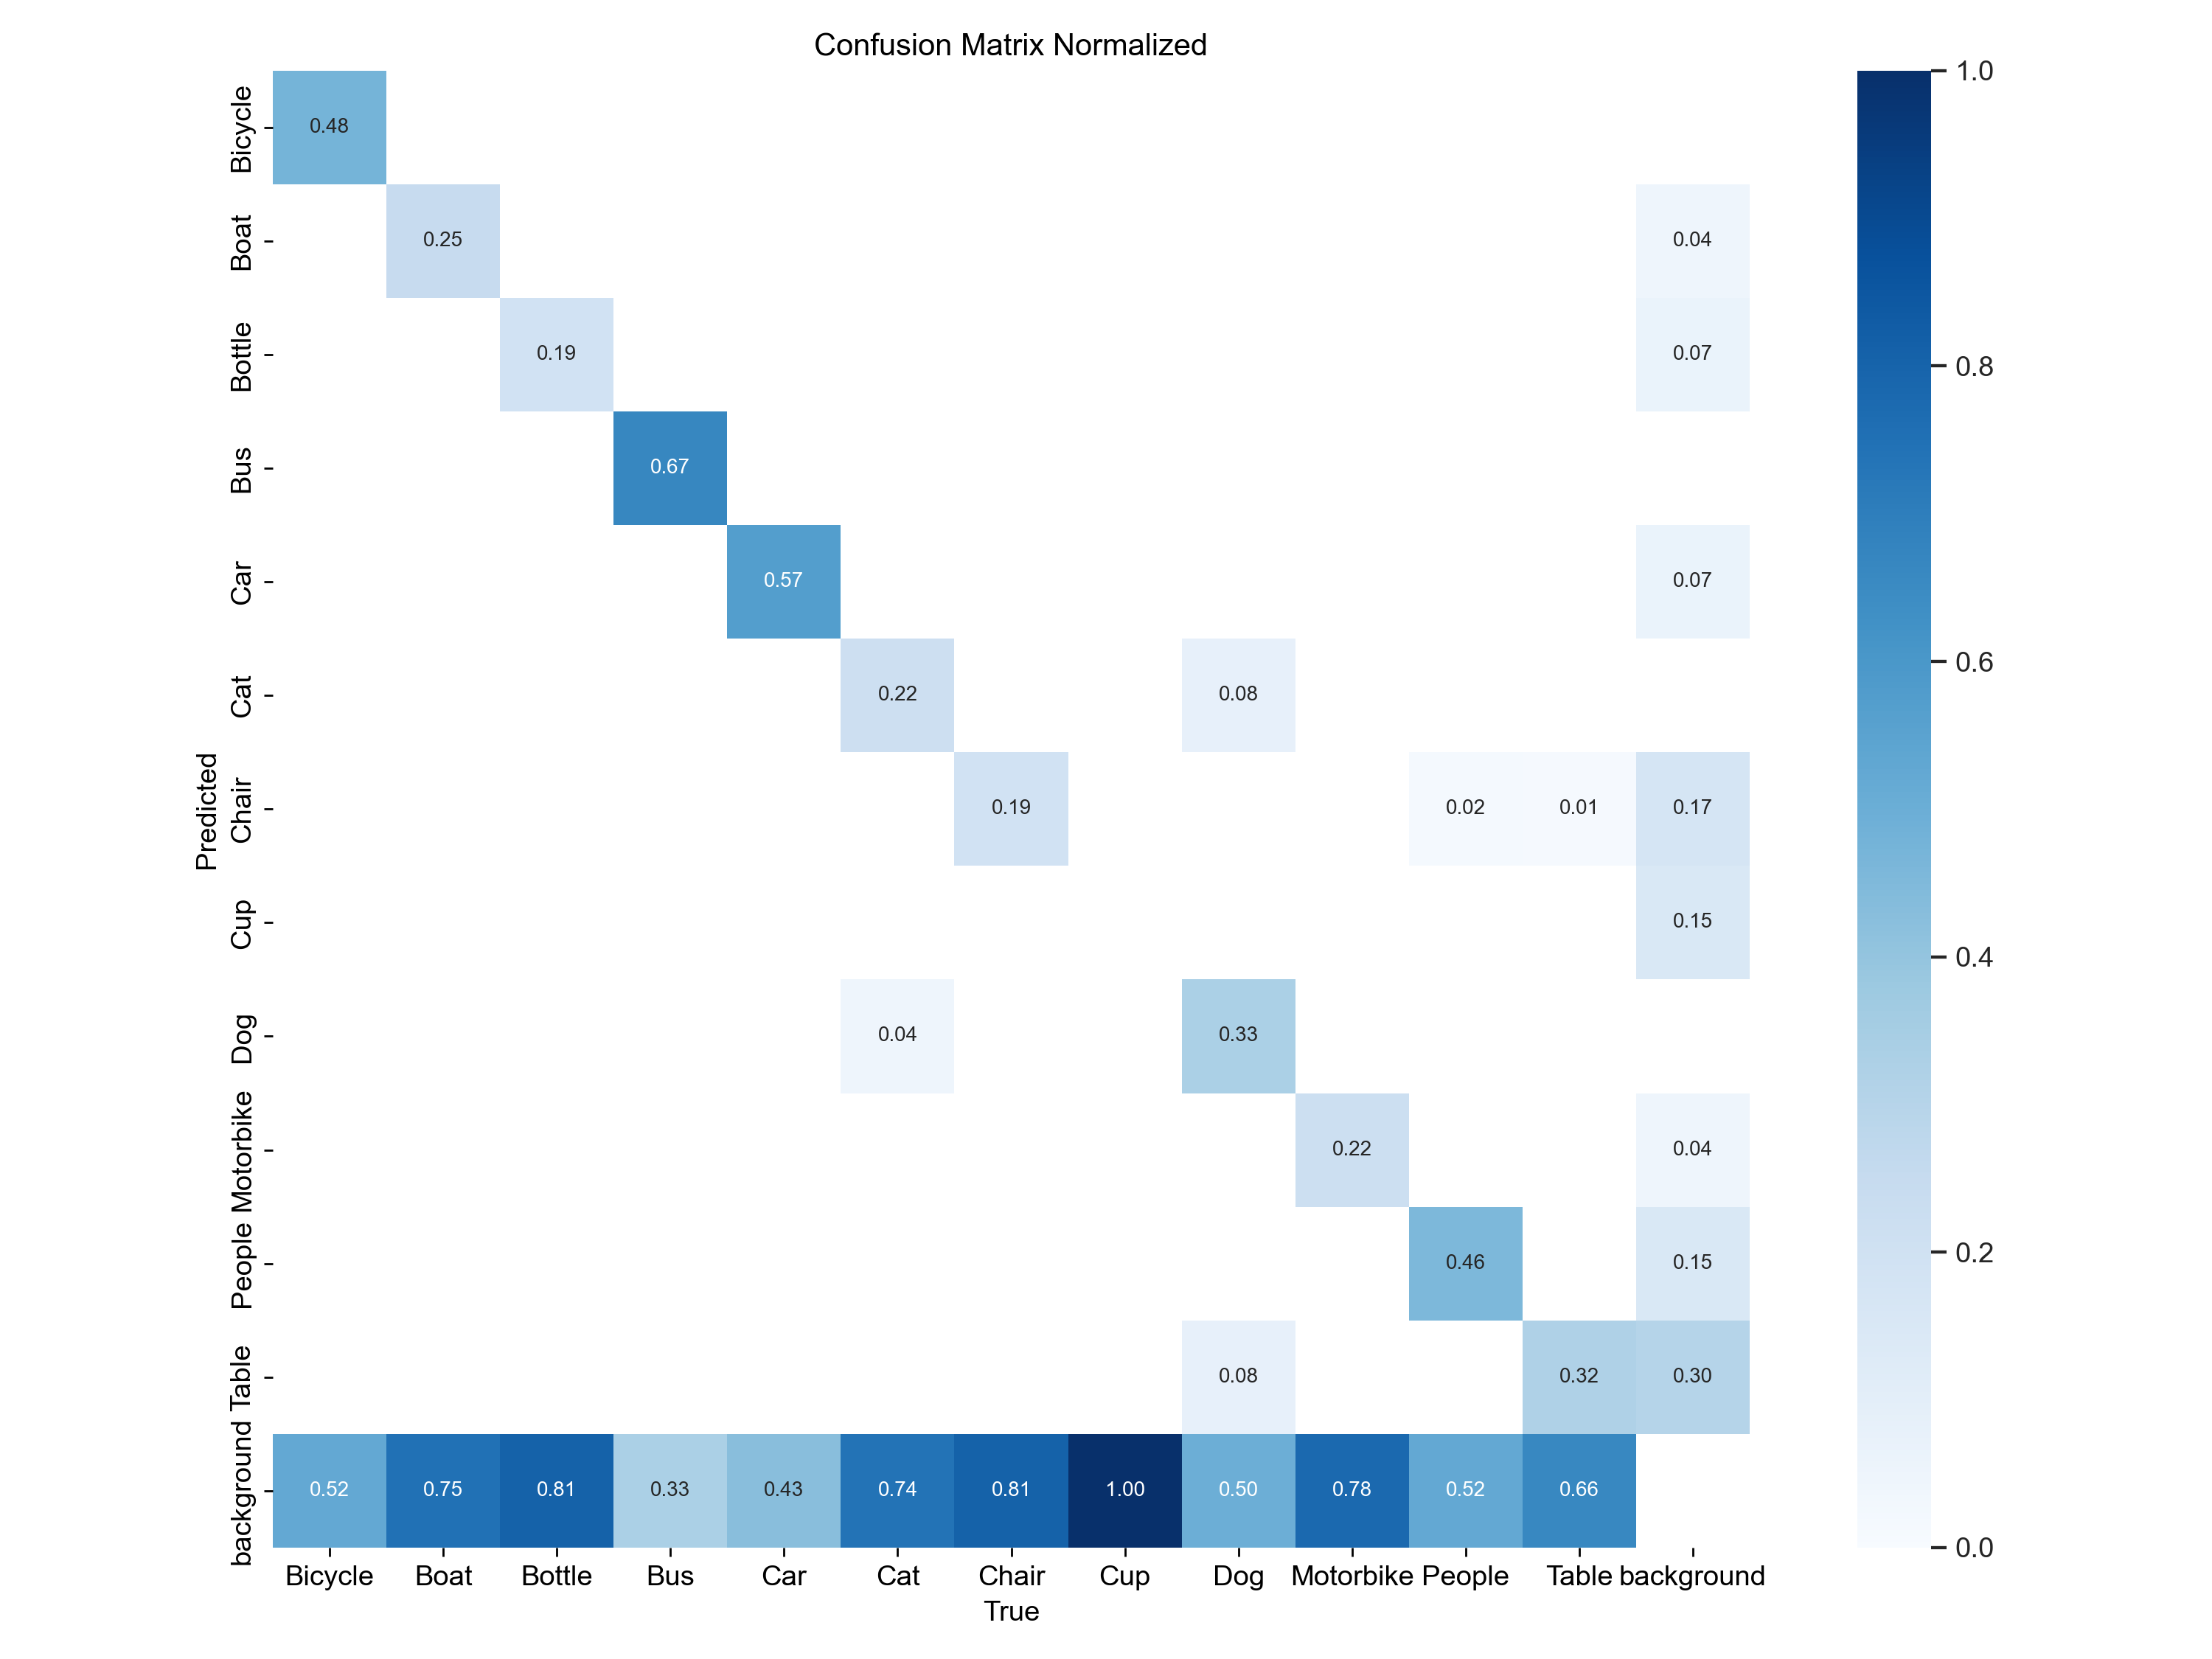 Confusion Matrix Normalized
Bicycle
0.48
Boat
0.25
0.04
Bottle
0.19
0.07
Bus
0.67
Car
0.57
0.07
Cat
0.22
0.08
Predicted
Chair
0.19
0.02
0.01
0.17
Cup
0.15
Dog
0.04
0.33
Motorbike
0.22
0.04
People
0.46
0.15
Table
0.08
0.32
0.30
background
0.52
0.75
0.81
0.33
0.43
0.74
0.81
1.00
0.50
0.78
0.52
0.66
Bicycle
Boat
Bottle
Bus
Car
Cat
Chair
Cup
Dog
Motorbike
People
Table
background
True
1.0
0.8
0.6
0.4
0.2
0.0